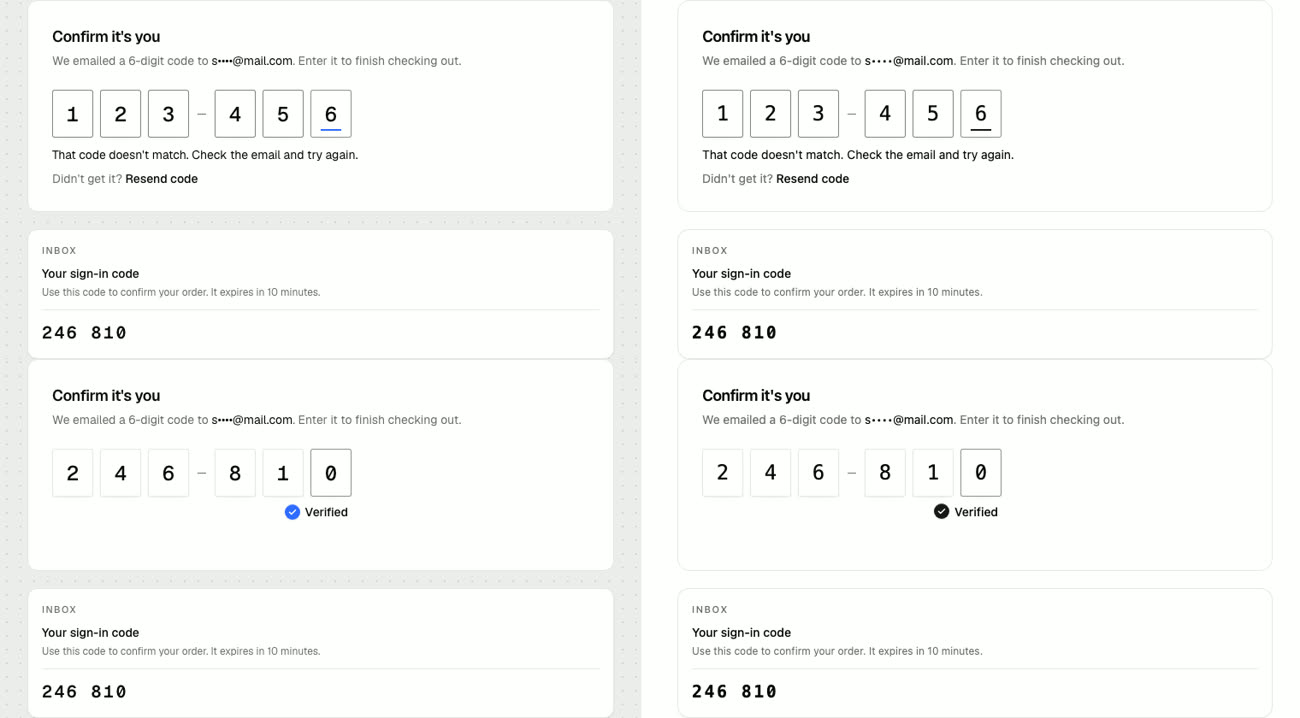 Confirm it's you
We emailed a 6-digit code to s••••@mail.com. Enter it to finish checking out.
1 2 3 – 4 5 6
That code doesn't match. Check the email and try again.
Didn't get it? Resend code
INBOX
Your sign-in code
Use this code to confirm your order. It expires in 10 minutes.
246 810
Confirm it's you
We emailed a 6-digit code to s••••@mail.com. Enter it to finish checking out.
2 4 6 – 8 1 0
Verified
INBOX
Your sign-in code
Use this code to confirm your order. It expires in 10 minutes.
246 810
Confirm it's you
We emailed a 6-digit code to s••••@mail.com. Enter it to finish checking out.
1 2 3 – 4 5 6
That code doesn't match. Check the email and try again.
Didn't get it? Resend code
INBOX
Your sign-in code
Use this code to confirm your order. It expires in 10 minutes.
246 810
Confirm it's you
We emailed a 6-digit code to s••••@mail.com. Enter it to finish checking out.
2 4 6 – 8 1 0
Verified
INBOX
Your sign-in code
Use this code to confirm your order. It expires in 10 minutes.
246 810